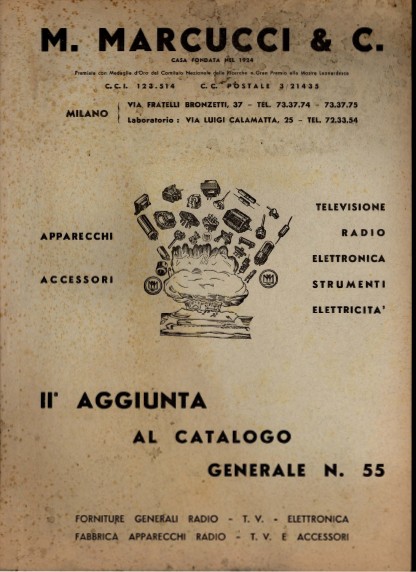 M. MARCUCCI & C.
CASA FONDATA NEL 1924
Premiata con Medaglia d'Oro del Comitato Nazionale delle Ricerche e Gran Premio alla Mostra Leonardesca
C.C.I. 123.514 C.C. POSTALE 3/21435
MILANO
VIA FRATELLI BRONZETTI, 37 - TEL. 73.37.74 - 73.37.75
Laboratorio : VIA LUIGI CALAMATTA, 25 - TEL. 72.33.54
APPARECCHI
ACCESSORI
TELEVISIONE
RADIO
ELETTRONICA
STRUMENTI
ELETTRICITA'
II° AGGIUNTA
AL CATALOGO
GENERALE N. 55
FORNITURE GENERALI RADIO - T. V. - ELETTRONICA
FABBRICA APPARECCHI RADIO - T. V. E ACCESSORI